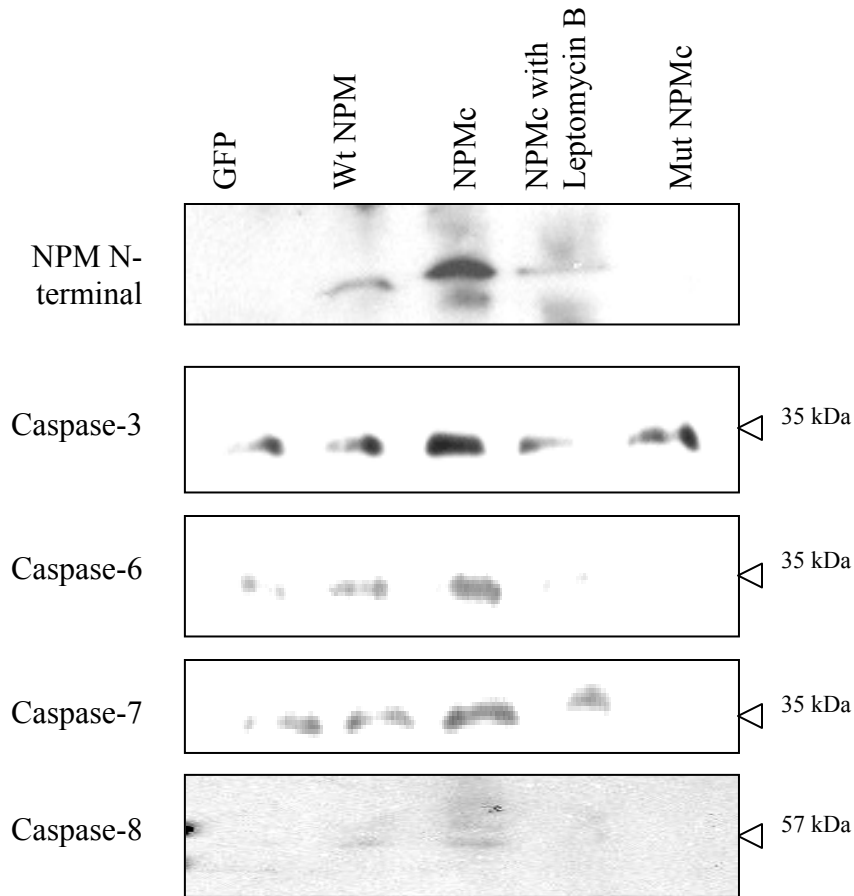 GFP
Wt NPM
NPMc
NPMc with
Leptomycin B
Mut NPMc
NPM N-
terminal
Caspase-3
35 kDa
Caspase-6
35 kDa
Caspase-7
35 kDa
Caspase-8
57 kDa